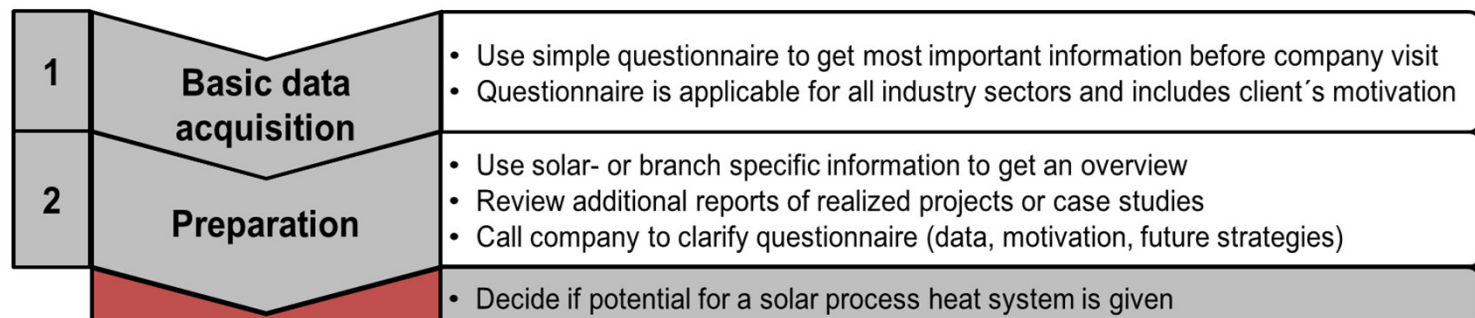 1
Basic data
acquisition
• Use simple questionnaire to get most important information before company visit
• Questionnaire is applicable for all industry sectors and includes client´s motivation
2
Preparation
• Use solar- or branch specific information to get an overview
• Review additional reports of realized projects or case studies
• Call company to clarify questionnaire (data, motivation, future strategies)
• Decide if potential for a solar process heat system is given